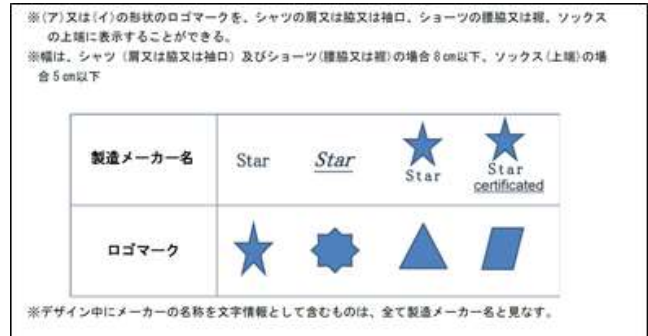 ※(ア)又は(イ)の形状のロゴマークを、シャツの肩又は脇又は袖口、ショーツの腰脇又は裾、ソックス
の上端に表示することができる。
※幅は、シャツ（肩又は脇又は袖口）及びショーツ(腰脇又は裾)の場合８㎝以下、ソックス(上端)の場
合５㎝以下
製造メーカー名
Star
Star
Star
Star
certificated
ロゴマーク
※デザイン中にメーカーの名称を文字情報として含むものは、全て製造メーカー名と見なす。